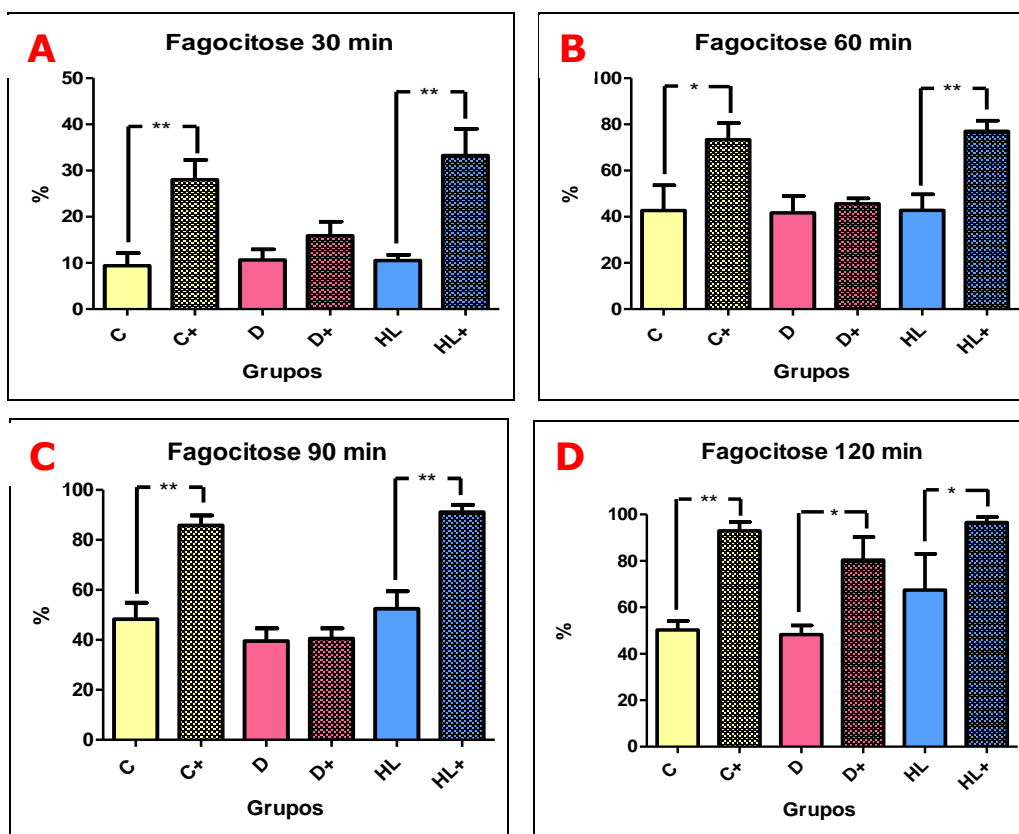 A
Fagocitose 30 min
50
40
30
20
10
0
%
**
**
C
C+
D
D+
HL
HL+
Grupos
B
Fagocitose 60 min
100
80
60
40
20
0
%
*
**
C
C+
D
D+
HL
HL+
Grupos
C
Fagocitose 90 min
100
80
60
40
20
0
%
**
**
C
C+
D
D+
HL
HL+
Grupos
D
Fagocitose 120 min
100
80
60
40
20
0
%
**
*
*
C
C+
D
D+
HL
HL+
Grupos